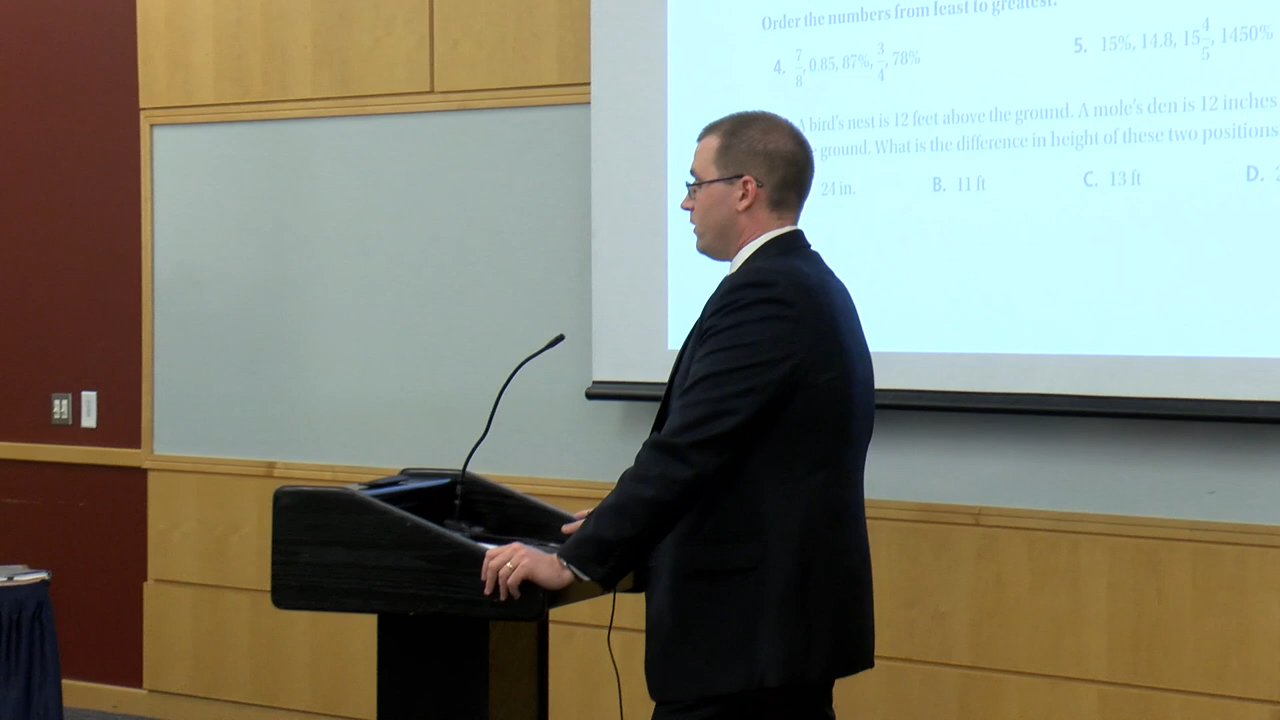 Order the numbers from least to greatest.
4. 7/8, 0.85, 87%, 3/4, 78%
5. 15%, 14.8, 15 4/5, 1450%
A bird's nest is 12 feet above the ground. A mole's den is 12 inches
ground. What is the difference in height of these two positions
24 in.
B. 11 ft
C. 13 ft
D.